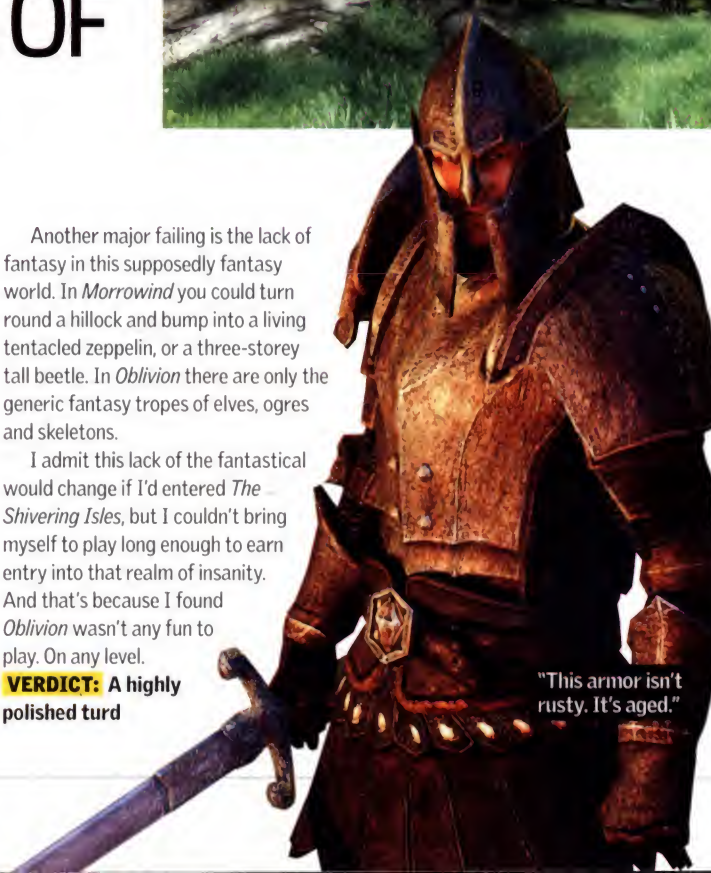 OF
Another major failing is the lack of
fantasy in this supposedly fantasy
world. In Morrowind you could turn
round a hillock and bump into a living
tentacled zeppelin, or a three-storey
tall beetle. In Oblivion there are only the
generic fantasy tropes of elves, ogres
and skeletons.
I admit this lack of the fantastical
would change if I'd entered The
Shivering Isles, but I couldn't bring
myself to play long enough to earn
entry into that realm of insanity.
And that's because I found
Oblivion wasn't any fun to
play. On any level.
VERDICT: A highly
polished turd
"This armor isn't
rusty. It's aged."